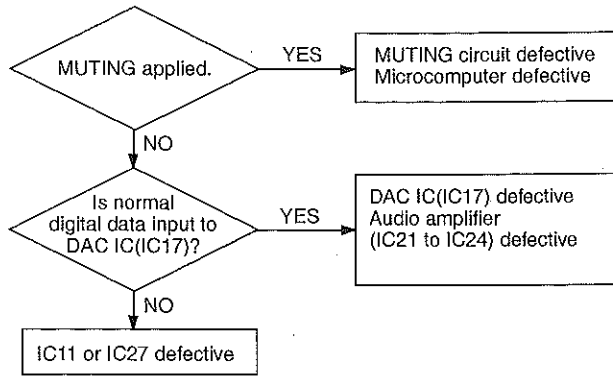 MUTING applied.
YES
MUTING circuit defective
Microcomputer defective
NO
Is normal
digital data input to
DAC IC(IC17)?
YES
DAC IC(IC17) defective
Audio amplifier
(IC21 to IC24) defective
NO
IC11 or IC27 defective